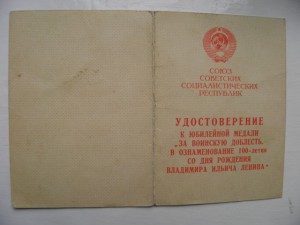 СОЮЗ
СОВЕТСКИХ
СОЦИАЛИСТИЧЕСКИХ
РЕСПУБЛИК
УДОСТОВЕРЕНИЕ
К ЮБИЛЕЙНОЙ МЕДАЛИ
„ЗА ВОИНСКУЮ ДОБЛЕСТЬ.
В ОЗНАМЕНОВАНИЕ 100-летия
СО ДНЯ РОЖДЕНИЯ
ВЛАДИМИРА ИЛЬИЧА ЛЕНИНА“